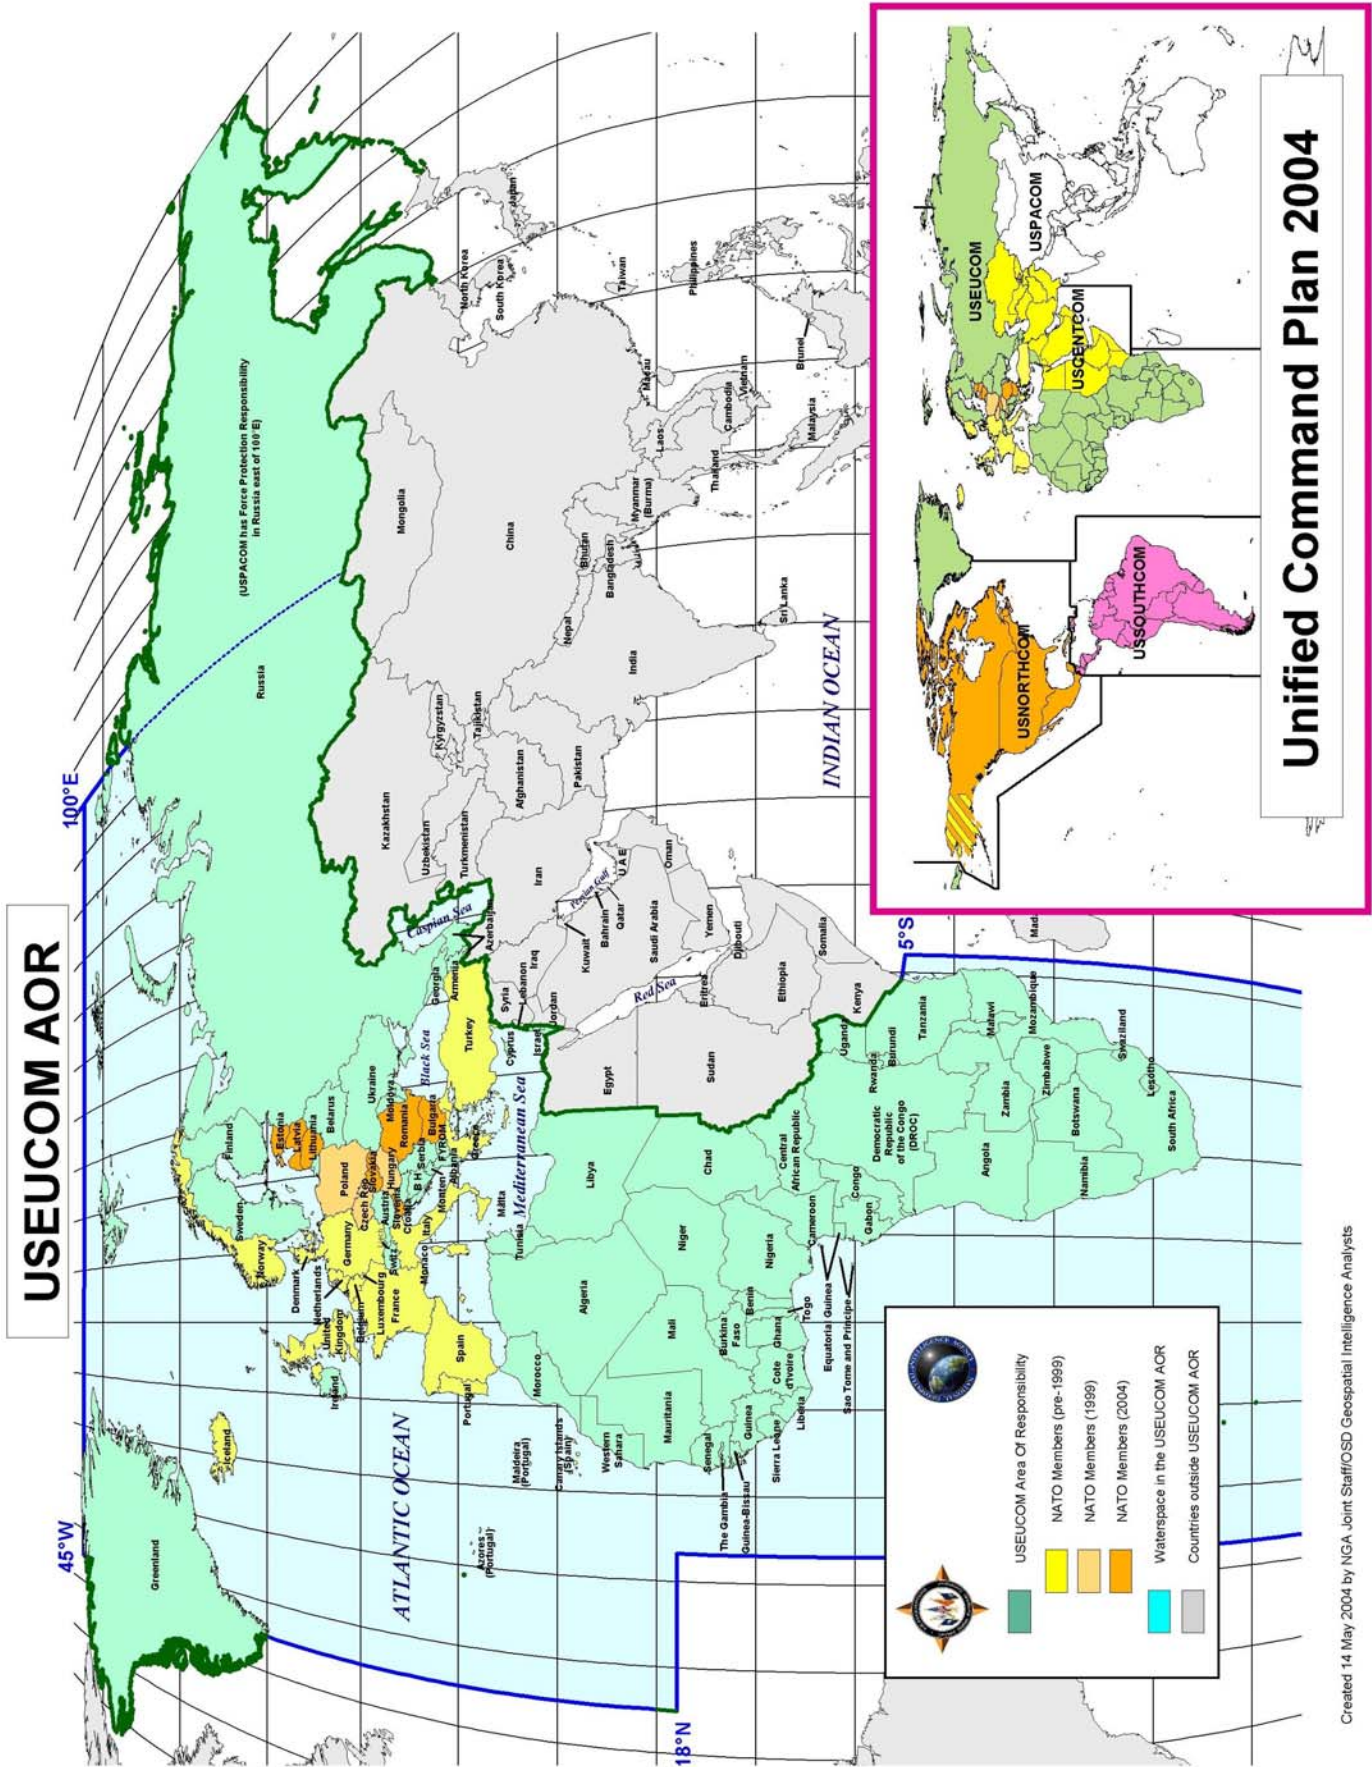 USEUCOM AOR
45°W
100°E
18°N
5°S
ATLANTIC OCEAN
INDIAN OCEAN
Mediterranean Sea
Black Sea
Caspian Sea
Red Sea
Persian Gulf
Greenland
Iceland
Azores
(Portugal)
Madeira
(Portugal)
Canary Islands
(Spain)
Ireland
United
Kingdom
Norway
Sweden
Finland
Denmark
Netherlands
Belgium
Luxembourg
Germany
France
Monaco
Spain
Portugal
Switz
Italy
Malta
Estonia
Latvia
Lithuania
Belarus
Poland
Czech Rep
Slovakia
Austria
Hungary
Slovenia
Croatia
B H
Serbia
Monten
Albania
FYROM
Greece
Bulgaria
Romania
Moldova
Ukraine
Russia
(USPACOM has Force Protection Responsibility
in Russia east of 100°E)
Turkey
Georgia
Armenia
Azerbaijan
Cyprus
Syria
Lebanon
Israel
Jordan
Iraq
Iran
Kuwait
Bahrain
Qatar
U A E
Saudi Arabia
Oman
Yemen
Kazakhstan
Uzbekistan
Turkmenistan
Kyrgyzstan
Tajikistan
Afghanistan
Pakistan
India
Nepal
Bhutan
Bangladesh
Sri Lanka
Mongolia
China
Myanmar
(Burma)
Laos
Thailand
Cambodia
Vietnam
Macau
Malaysia
Brunei
Philippines
Taiwan
North Korea
South Korea
Japan
Morocco
Western
Sahara
Algeria
Tunisia
Libya
Egypt
Mauritania
Mali
Niger
Chad
Sudan
Eritrea
Djibouti
Ethiopia
Somalia
Senegal
The Gambia
Guinea-Bissau
Guinea
Sierra Leone
Liberia
Cote
d'Ivoire
Burkina
Faso
Ghana
Togo
Benin
Nigeria
Cameroon
Central
African Republic
Equatorial Guinea
Sao Tome and Principe
Gabon
Congo
Democratic
Republic
of the Congo
(DROC)
Uganda
Kenya
Rwanda
Burundi
Tanzania
Angola
Zambia
Malawi
Mozambique
Zimbabwe
Namibia
Botswana
Swaziland
Lesotho
South Africa
Mad
USEUCOM Area Of Responsibility
NATO Members (pre-1999)
NATO Members (1999)
NATO Members (2004)
Waterspace in the USEUCOM AOR
Countries outside USEUCOM AOR
USNORTHCOM
USSOUTHCOM
USEUCOM
USCENTCOM
USPACOM
Unified Command Plan 2004
Created 14 May 2004 by NGA Joint Staff/OSD Geospatial Intelligence Analysts